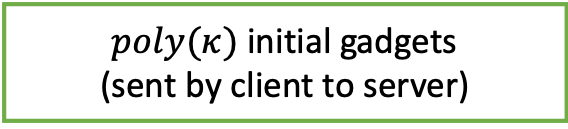 𝑝𝑜𝑙𝑦(𝜅) initial gadgets
(sent by client to server)